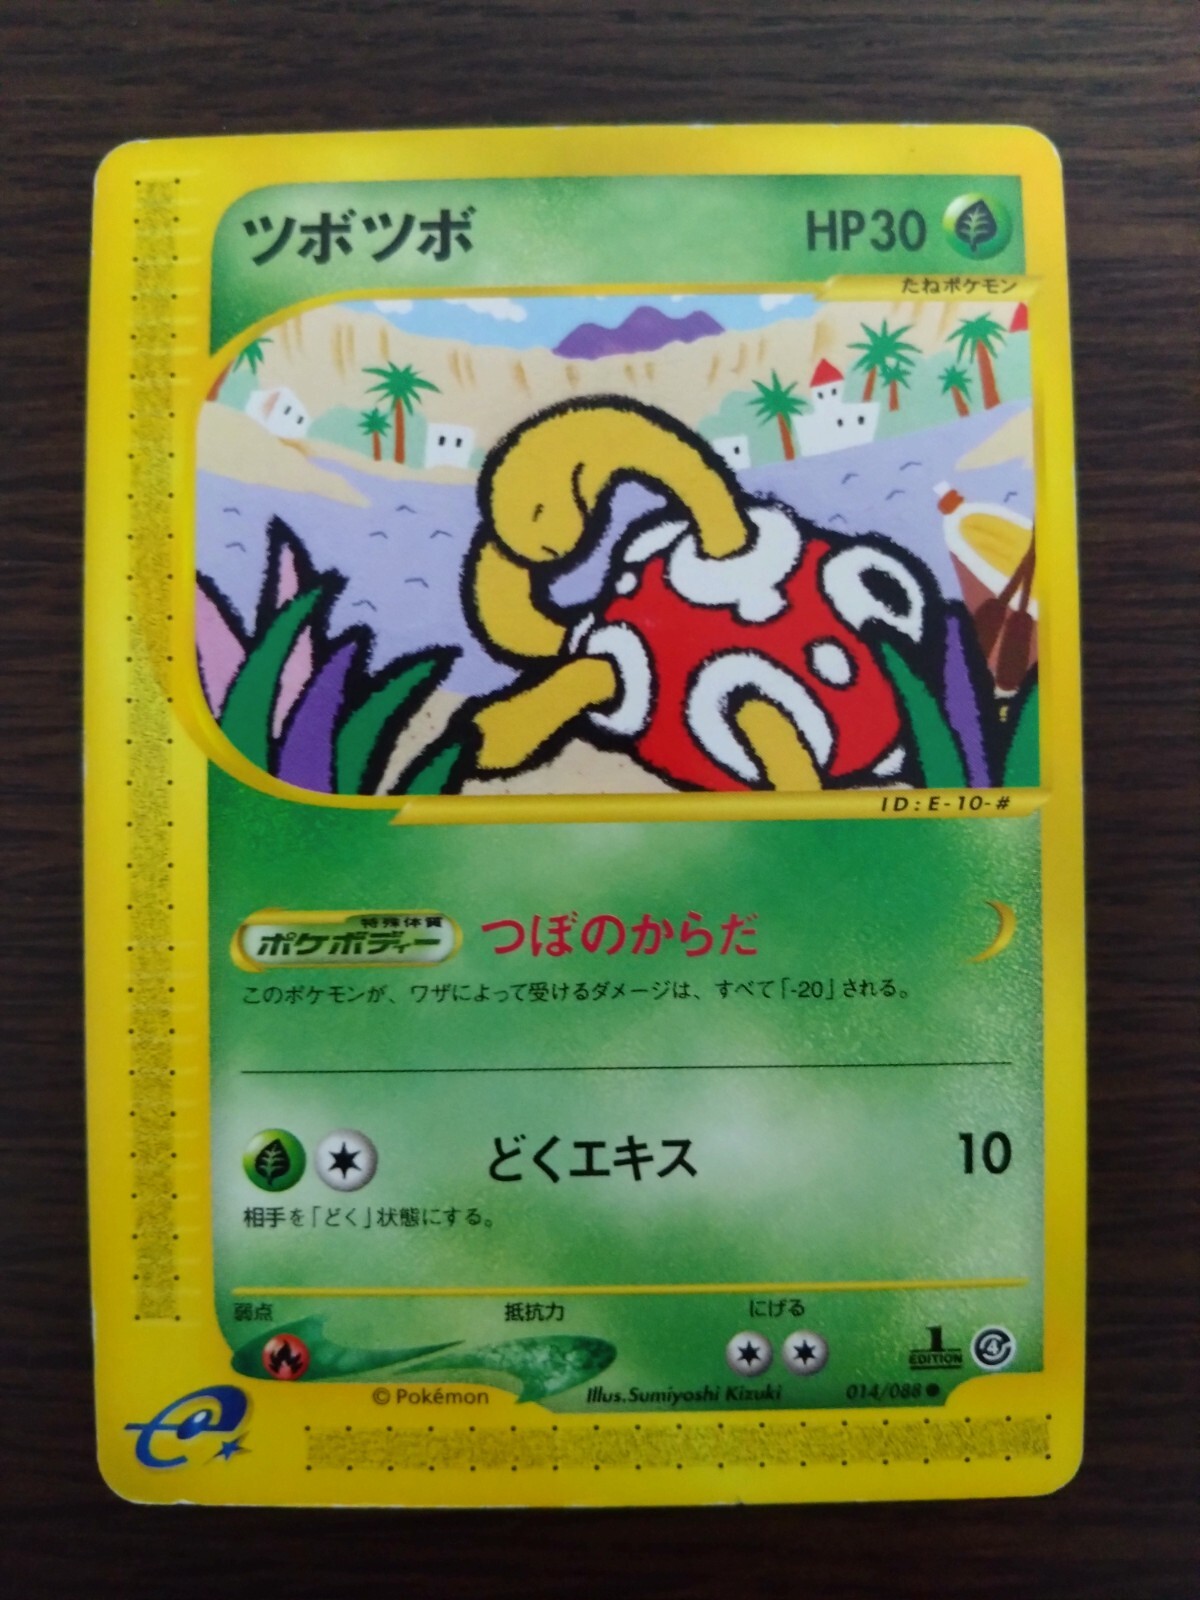 ツボツボ HP30
たねポケモン
ID:E-10-#
特殊体質
ポケボディー つぼのからだ
このポケモンが、ワザによって受けるダメージは、すべて「-20」される。
どくエキス 10
相手を「どく」状態にする。
弱点 抵抗力 にげる
1
EDITION
4
© Pokémon Illus.Sumiyoshi Kizuki 014/088 ●
e